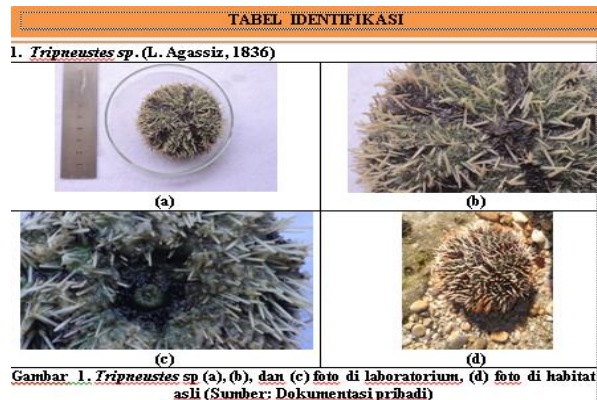 TABEL IDENTIFIKASI
1. Tripneustes sp. (L. Agassiz, 1836)
(a)
(b)
(c)
(d)
Gambar 1. Tripneustes sp (a), (b), dan (c) foto di laboratorium, (d) foto di habitat
asli (Sumber: Dokumentasi pribadi)